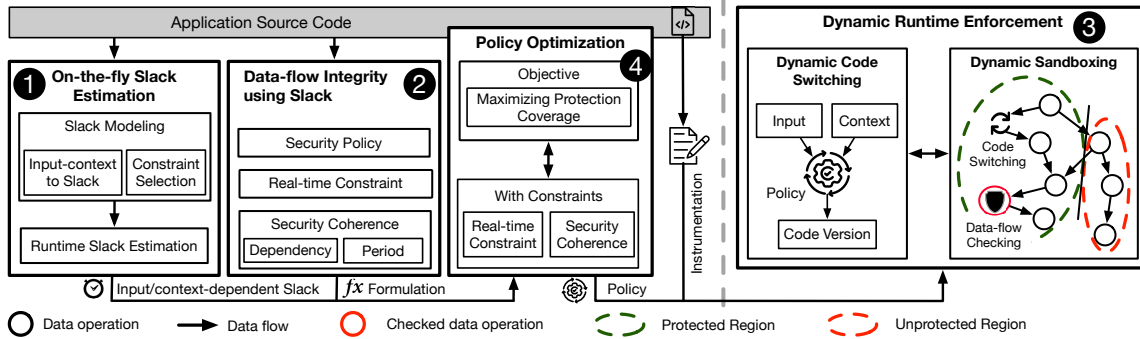 Application Source Code
</>
1
On-the-fly Slack
Estimation
Slack Modeling
Input-context
to Slack
Constraint
Selection
Runtime Slack Estimation
2
Data-flow Integrity
using Slack
Security Policy
Real-time Constraint
Security Coherence
Dependency
Period
4
Policy Optimization
Objective
Maximizing Protection
Coverage
With Constraints
Real-time
Constraint
Security
Coherence
Instrumentation
Dynamic Runtime Enforcement
3
Dynamic Code
Switching
Input
Context
Policy
Code Version
Dynamic Sandboxing
Code
Switching
Data-flow
Checking
Input/context-dependent Slack
fx Formulation
Policy
Data operation
Data flow
Checked data operation
Protected Region
Unprotected Region